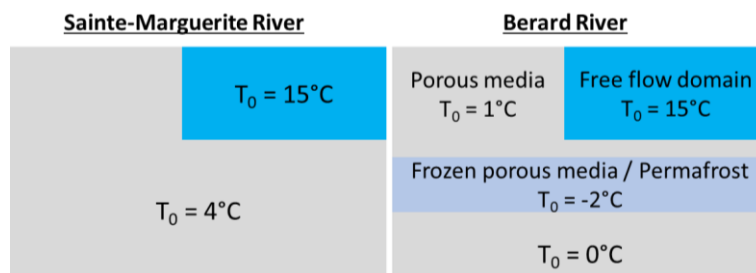 Sainte-Marguerite River
T₀ = 15°C
T₀ = 4°C
Berard River
Porous media
T₀ = 1°C
Free flow domain
T₀ = 15°C
Frozen porous media / Permafrost
T₀ = -2°C
T₀ = 0°C